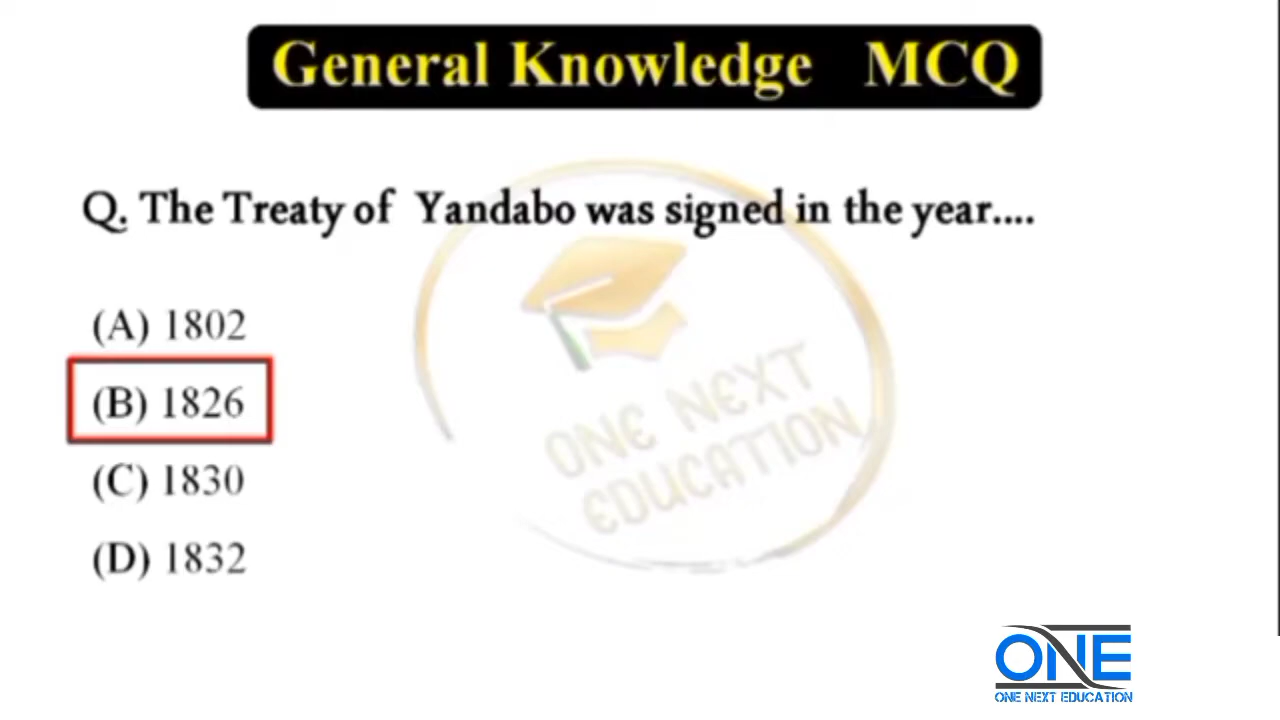 General Knowledge MCQ
Q. The Treaty of Yandabo was signed in the year....
(A) 1802
(B) 1826
(C) 1830
(D) 1832
ONE NEXT
EDUCATION
ONE
ONE NEXT EDUCATION